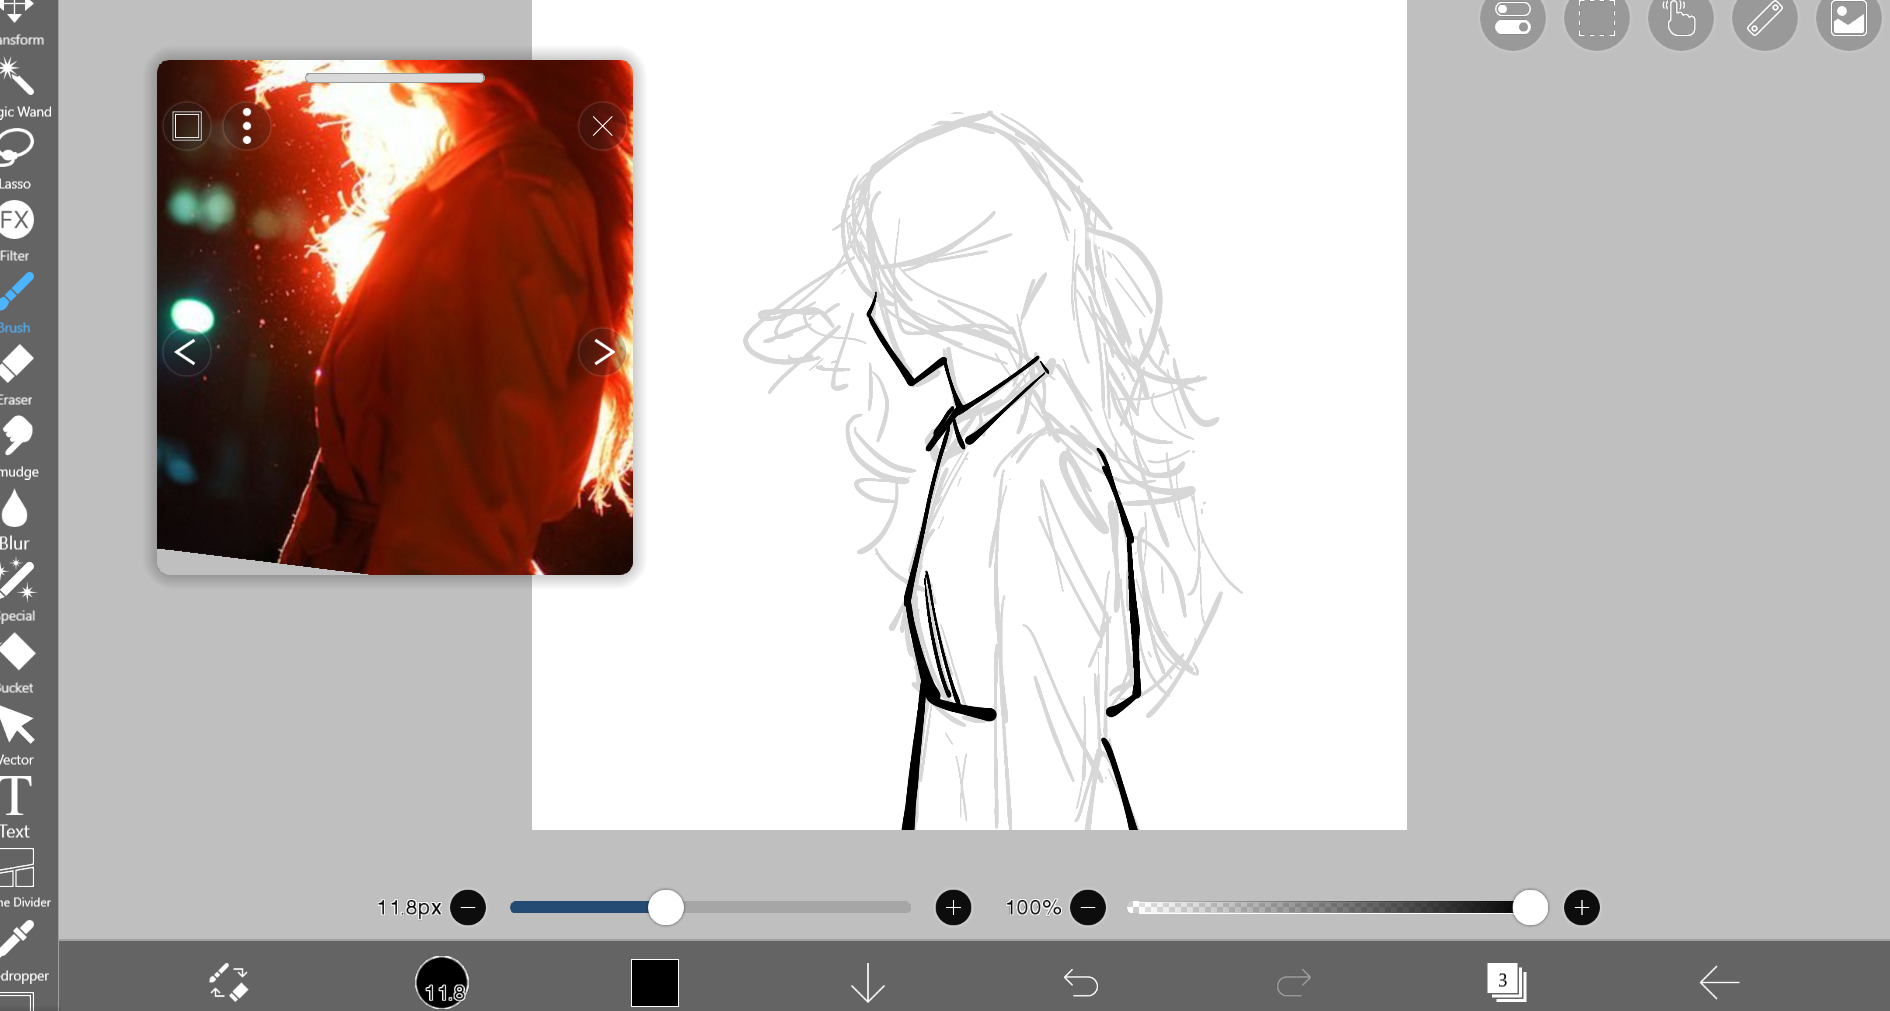 ansform
gic Wand
Lasso
FX
Filter
Brush
Eraser
mudge
Blur
pecial
ucket
Vector
T
Text
ne Divider
dropper
11.8px
100%
11.8
3